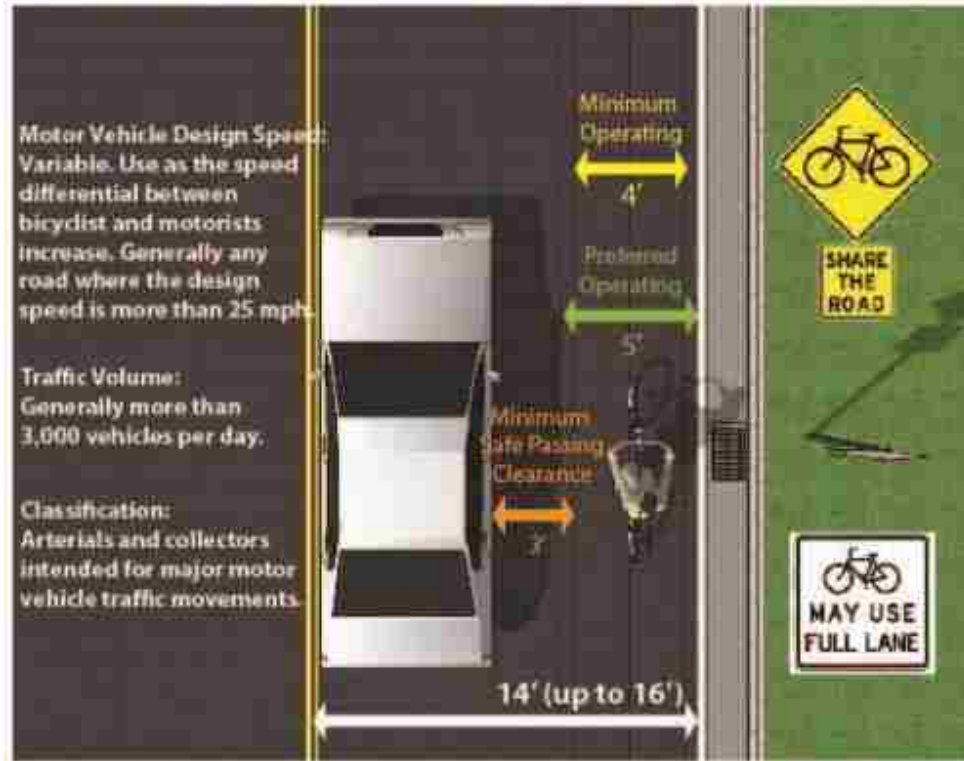 Motor Vehicle Design Speed:
Variable. Use as the speed
differential between
bicyclist and motorists
increase. Generally any
road where the design
speed is more than 25 mph.
Traffic Volume:
Generally more than
3,000 vehicles per day.
Classification:
Arterials and collectors
intended for major motor
vehicle traffic movements.
Minimum
Operating
4'
Preferred
Operating
5'
Minimum
Safe Passing
Clearance
3'
14' (up to 16')
SHARE
THE
ROAD
MAY USE
FULL LANE